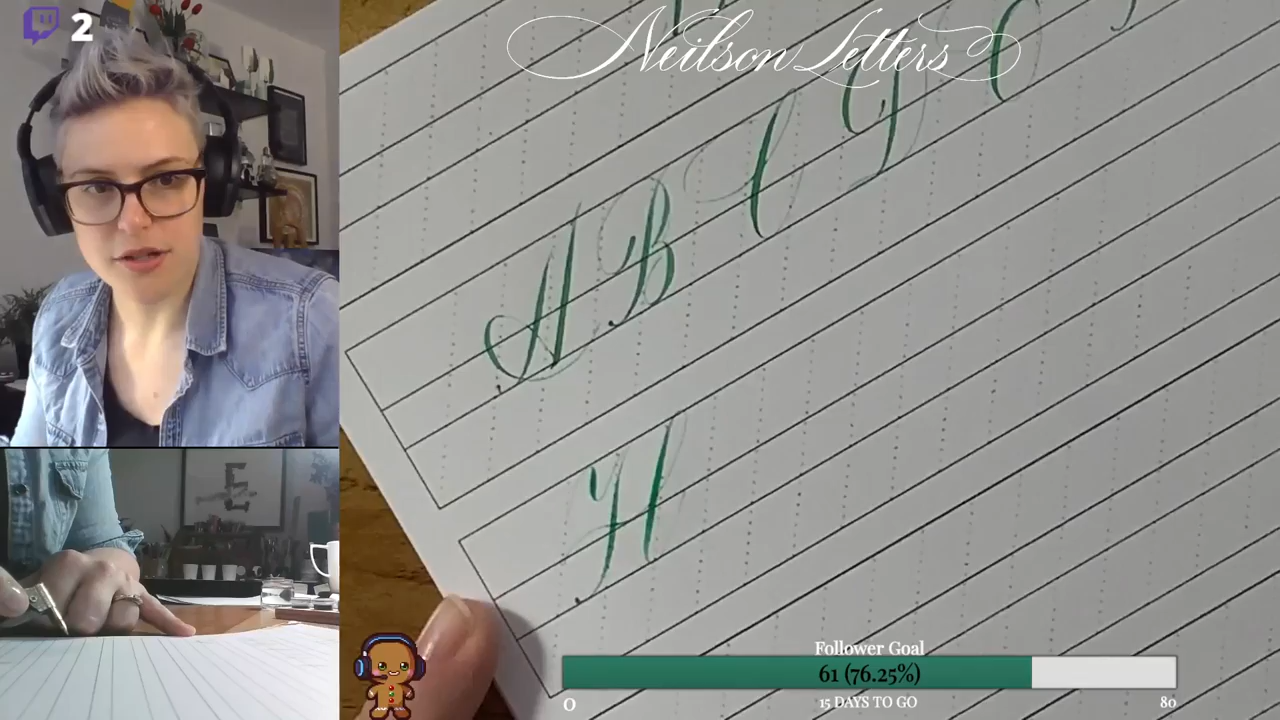 2
Neilson Letters
A B C D
H
Follower Goal
61 (76.25%)
0 15 DAYS TO GO 80